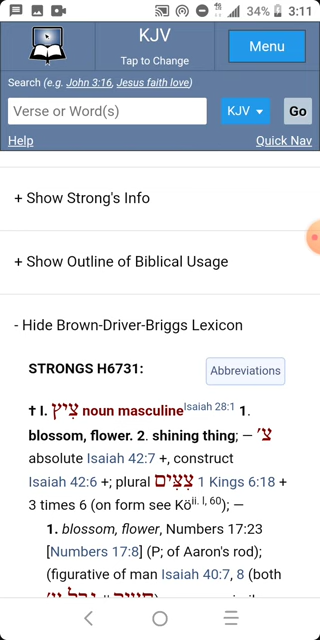 34% 3:11
KJV
Tap to Change
Menu
Search (e.g. John 3:16, Jesus faith love)
Verse or Word(s)
KJV
Go
Help
Quick Nav
+ Show Strong's Info
+ Show Outline of Biblical Usage
- Hide Brown-Driver-Briggs Lexicon
STRONGS H6731:
Abbreviations
† I. צִיץ noun masculine Isaiah 28:1 1.
blossom, flower. 2. shining thing; — צ׳
absolute Isaiah 42:7 +, construct
Isaiah 42:6 +; plural צִצִּים 1 Kings 6:18 +
3 times 6 (on form see Kö ii. I, 60); —
1. blossom, flower, Numbers 17:23
[Numbers 17:8] (P; of Aaron's rod);
(figurative of man Isaiah 40:7, 8 (both